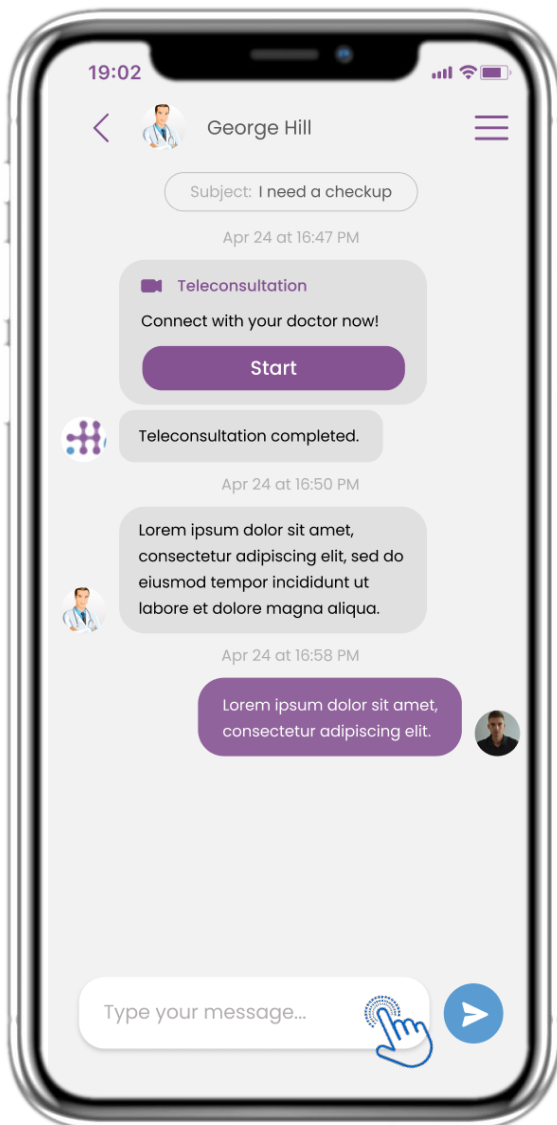 19:02
George Hill
Subject: I need a checkup
Apr 24 at 16:47 PM
Teleconsultation
Connect with your doctor now!
Start
Teleconsultation completed.
Apr 24 at 16:50 PM
Lorem ipsum dolor sit amet,
consectetur adipiscing elit, sed do
eiusmod tempor incididunt ut
labore et dolore magna aliqua.
Apr 24 at 16:58 PM
Lorem ipsum dolor sit amet,
consectetur adipiscing elit.
Type your message...